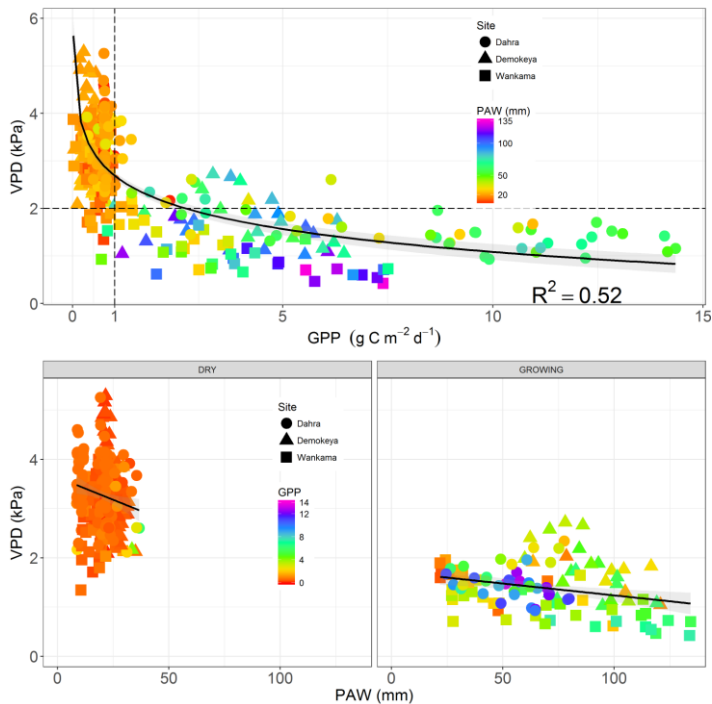 6
4
2
0
VPD (kPa)
Site
Dahra
Demokeya
Wankama
PAW (mm)
135
100
50
20
R² = 0.52
0 1 5 10 15
GPP (g C m⁻² d⁻¹)
DRY
GROWING
4
2
0
VPD (kPa)
Site
Dahra
Demokeya
Wankama
GPP
14
12
8
4
0
0 50 100 0 50 100
PAW (mm)